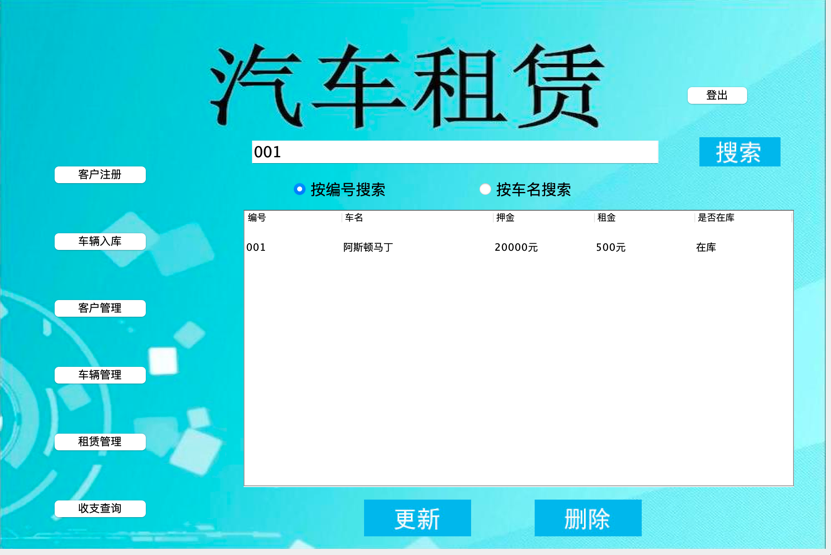 汽车租赁
登出
001
搜索
客户注册
按编号搜索 按车名搜索
编号 车名 押金 租金 是否在库
车辆入库
001 阿斯顿马丁 20000元 500元 在库
客户管理
车辆管理
租赁管理
收支查询
更新 删除